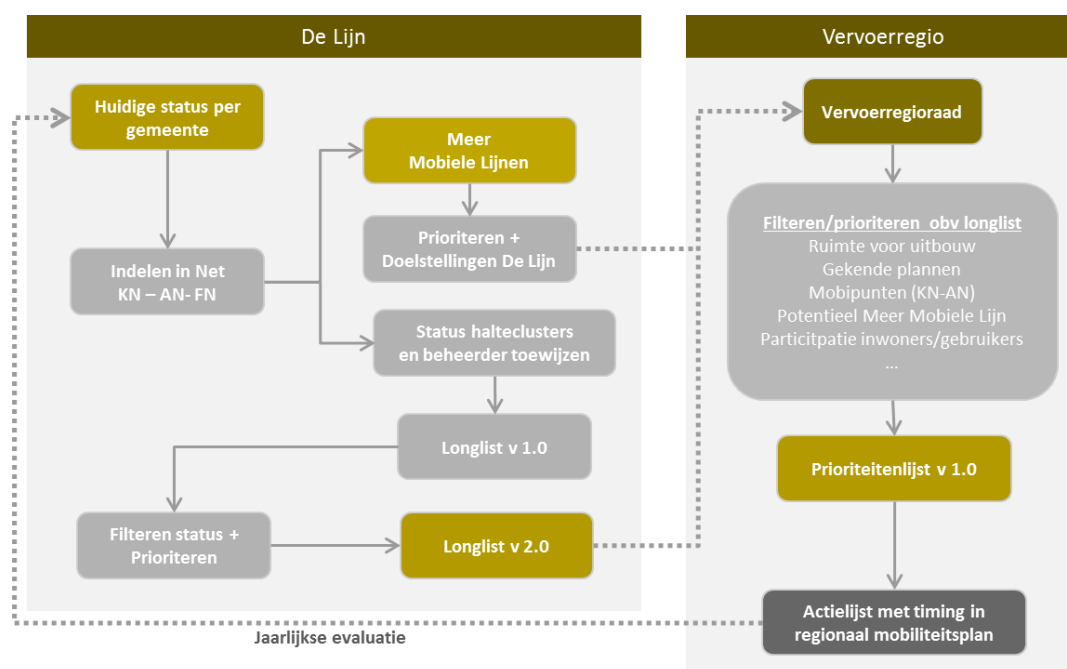 De Lijn
Huidige status per
gemeente
Meer
Mobiele Lijnen
Prioriteren +
Doelstellingen De Lijn
Indelen in Net
KN – AN- FN
Status halteclusters
en beheerder toewijzen
Longlist v 1.0
Filteren status +
Prioriteren
Longlist v 2.0
Vervoerregio
Vervoerregioraad
Filteren/prioriteren obv longlist
Ruimte voor uitbouw
Gekende plannen
Mobipunten (KN-AN)
Potentieel Meer Mobiele Lijn
Particitpatie inwoners/gebruikers
...
Prioriteitenlijst v 1.0
Actielijst met timing in
regionaal mobiliteitsplan
Jaarlijkse evaluatie